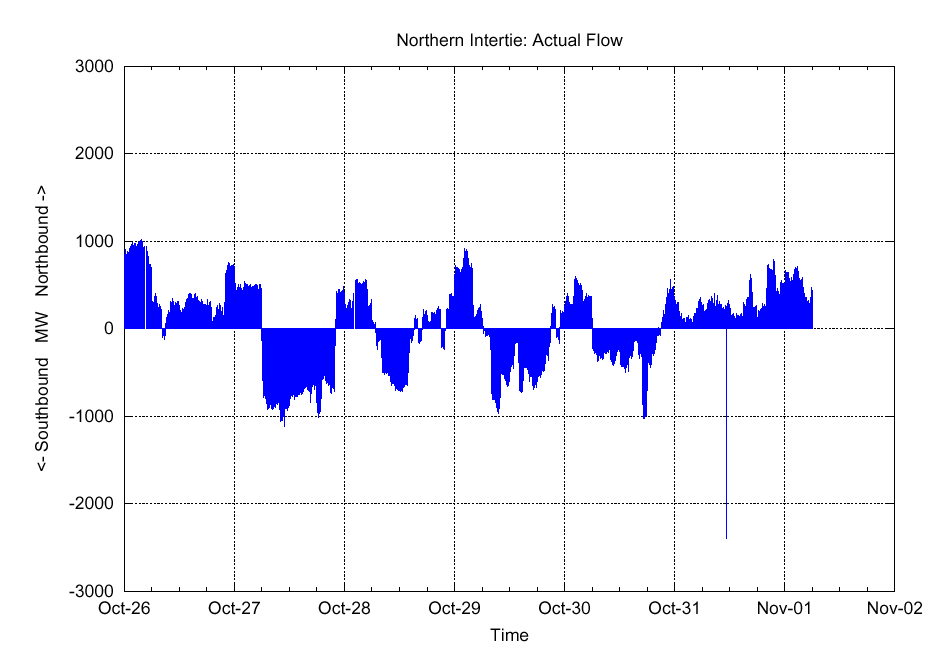 Northern Intertie: Actual Flow
3000
2000
1000
0
-1000
-2000
-3000
<- Southbound    MW    Northbound ->
Oct-26
Oct-27
Oct-28
Oct-29
Oct-30
Oct-31
Nov-01
Nov-02
Time